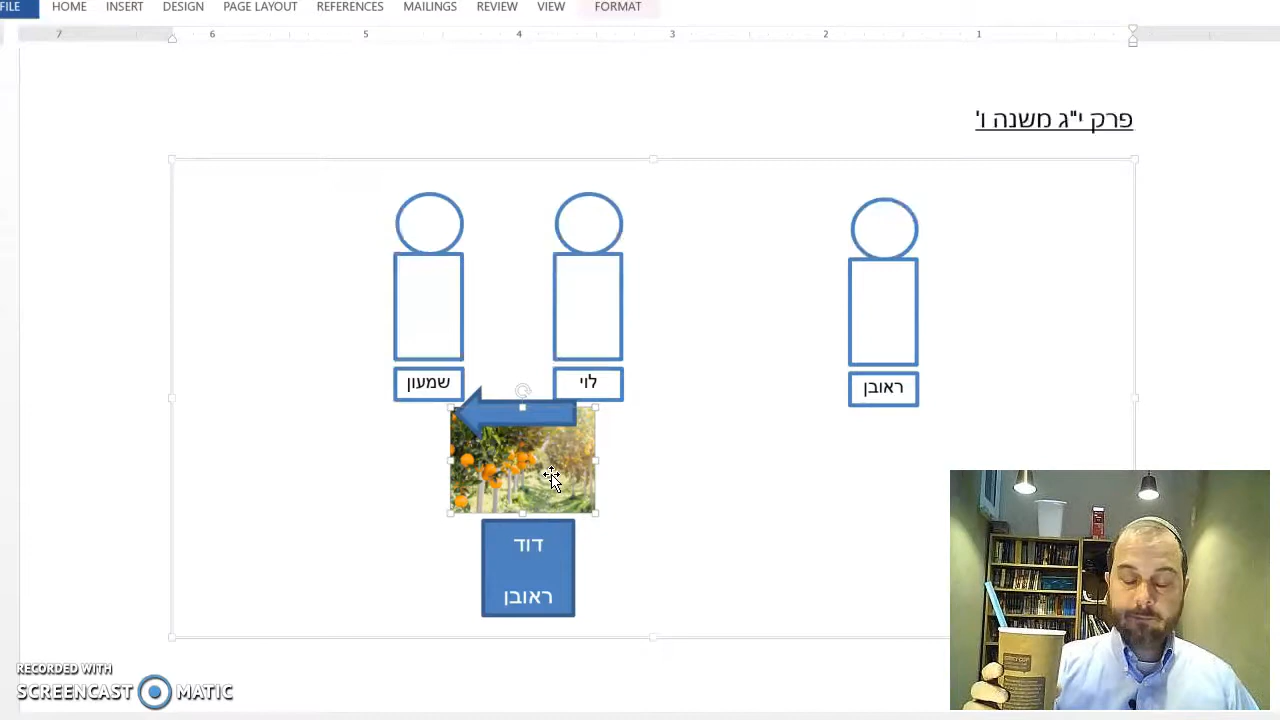 FILE HOME INSERT DESIGN PAGE LAYOUT REFERENCES MAILINGS REVIEW VIEW FORMAT
7 6 5 4 3 2 1
פרק י"ג משנה ו'
שמעון
לוי
ראובן
דוד
ראובן
RECORDED WITH
SCREENCAST MATIC